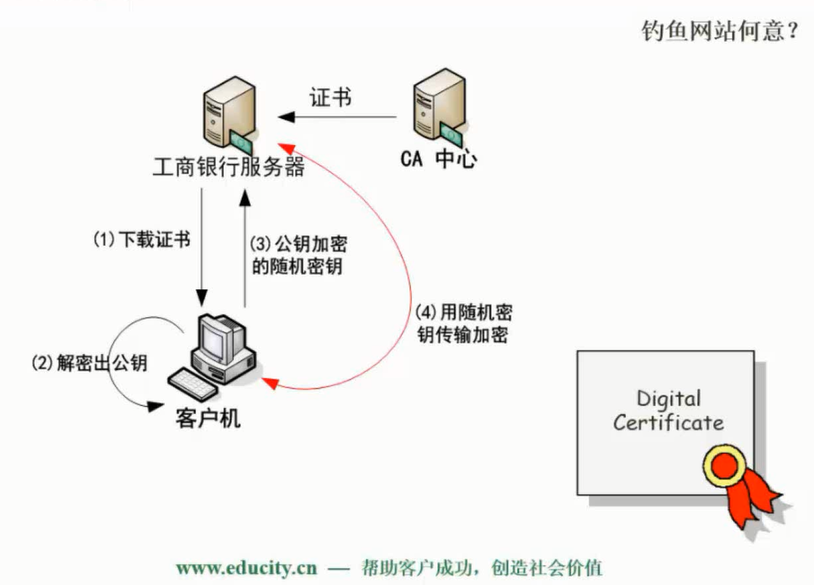 钓鱼网站何意？
证书
工商银行服务器
CA 中心
(1)下载证书
(3)公钥加密
的随机密钥
(4)用随机密
钥传输加密
(2)解密出公钥
客户机
Digital
Certificate
www.educity.cn — 帮助客户成功，创造社会价值